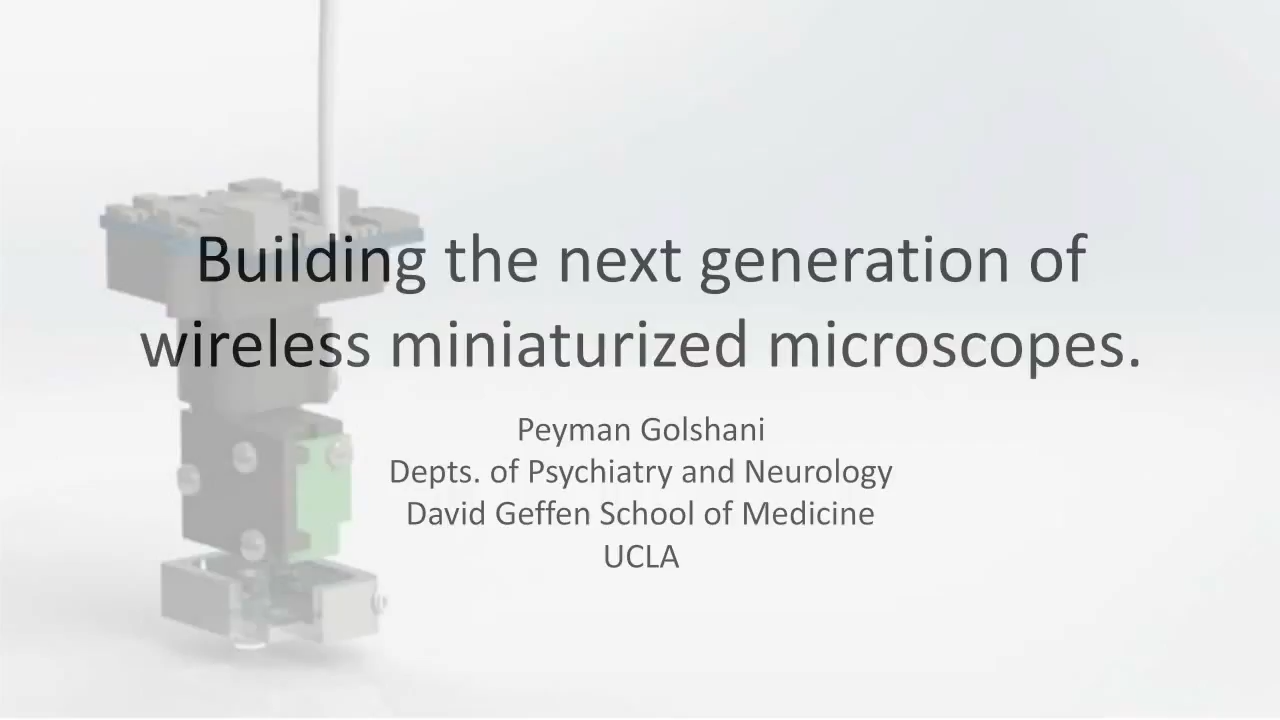 Building the next generation of
wireless miniaturized microscopes.
Peyman Golshani
Depts. of Psychiatry and Neurology
David Geffen School of Medicine
UCLA